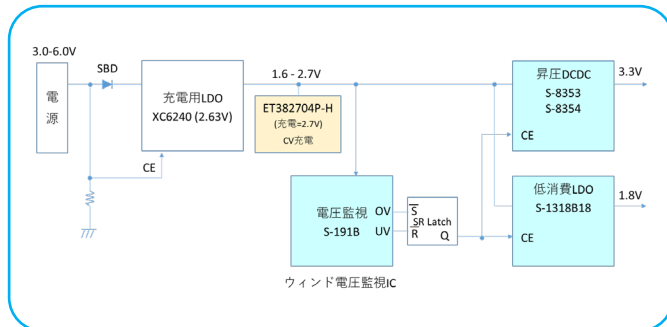 3.0-6.0V
SBD
1.6 - 2.7V
3.3V
電
源
充電用LDO
XC6240 (2.63V)
CE
ET382704P-H
(充電=2.7V)
CV充電
昇圧DCDC
S-8353
S-8354
CE
電圧監視
S-191B
OV
UV
S
SR Latch
R
Q
低消費LDO
S-1318B18
CE
1.8V
ウィンド電圧監視IC